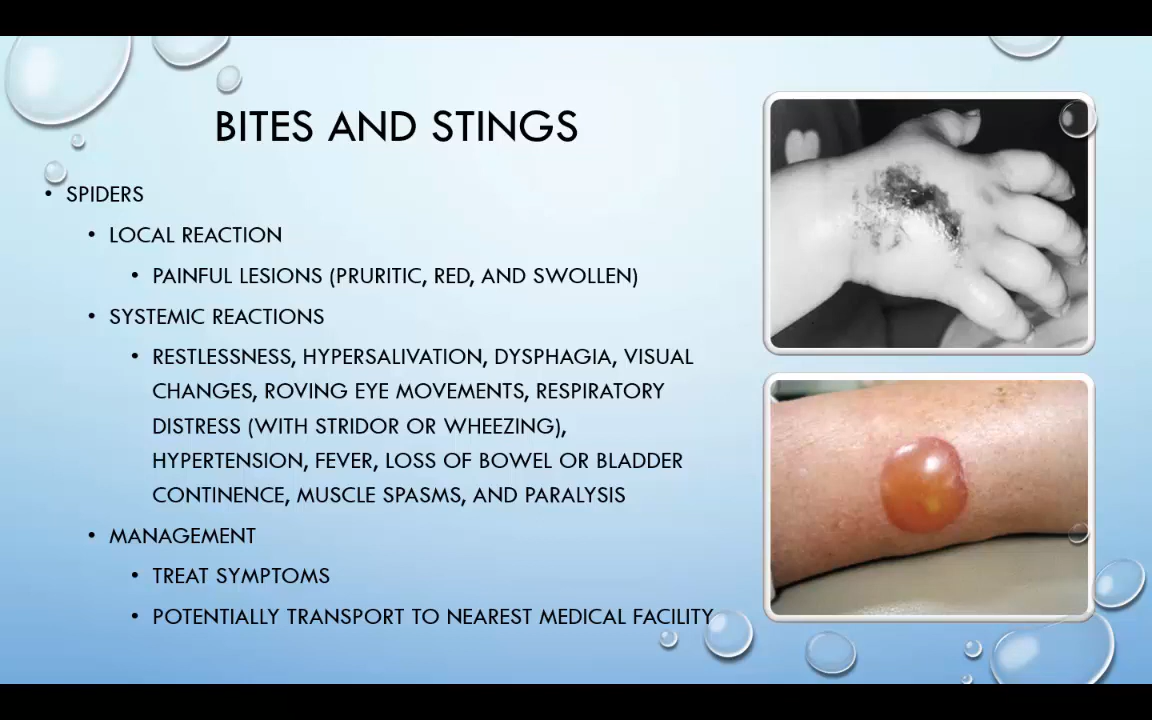 BITES AND STINGS
• SPIDERS
• LOCAL REACTION
• PAINFUL LESIONS (PRURITIC, RED, AND SWOLLEN)
• SYSTEMIC REACTIONS
• RESTLESSNESS, HYPERSALIVATION, DYSPHAGIA, VISUAL
CHANGES, ROVING EYE MOVEMENTS, RESPIRATORY
DISTRESS (WITH STRIDOR OR WHEEZING),
HYPERTENSION, FEVER, LOSS OF BOWEL OR BLADDER
CONTINENCE, MUSCLE SPASMS, AND PARALYSIS
• MANAGEMENT
• TREAT SYMPTOMS
• POTENTIALLY TRANSPORT TO NEAREST MEDICAL FACILITY